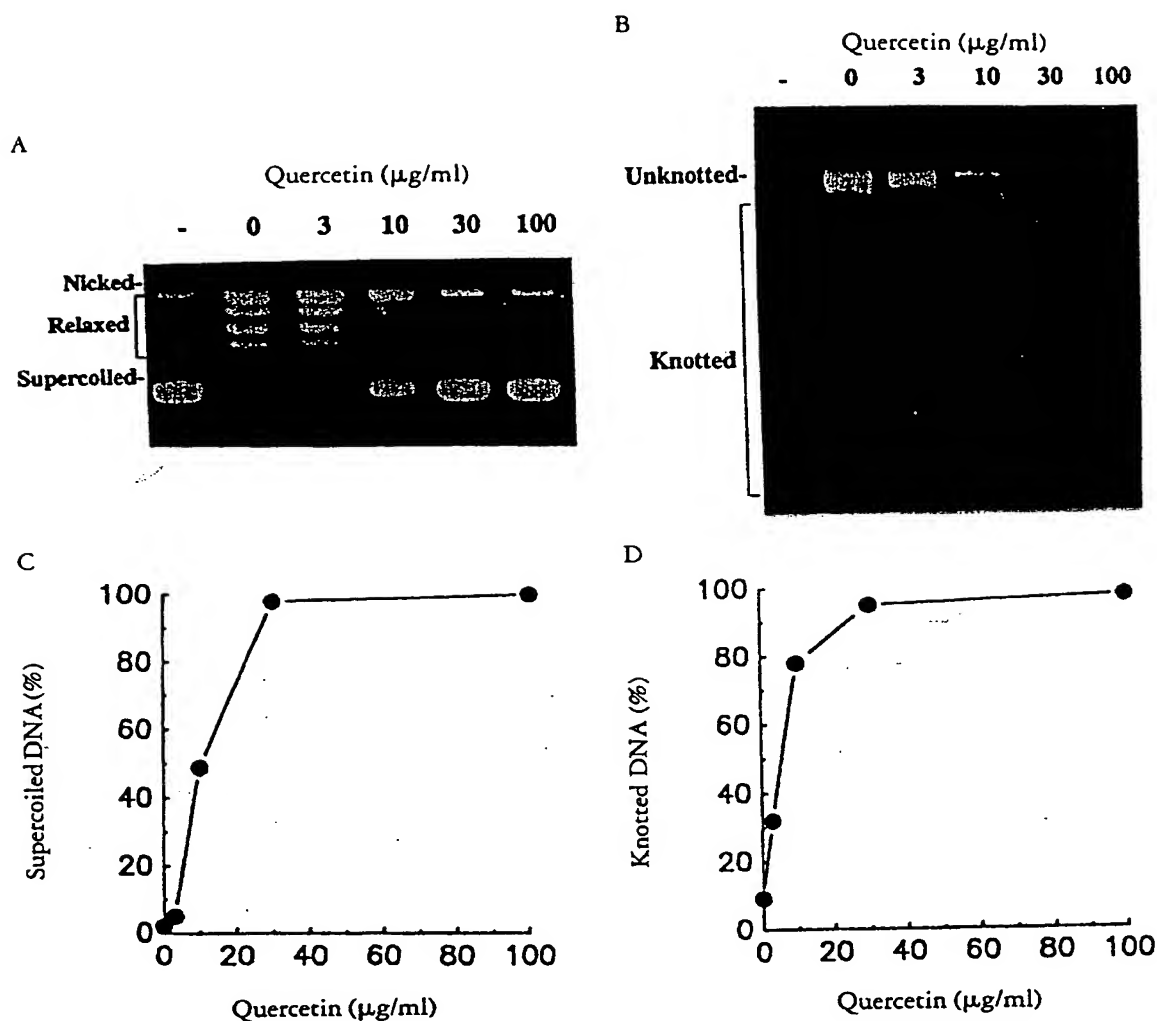 A
Quercetin (μg/ml)
- 0 3 10 30 100
Nicked-
Relaxed
Supercoiled-
B
Quercetin (μg/ml)
- 0 3 10 30 100
Unknotted-
Knotted
C
Supercoiled DNA (%)
100
80
60
40
20
0
0 20 40 60 80 100
Quercetin (μg/ml)
D
Knotted DNA (%)
100
80
60
40
20
0
0 20 40 60 80 100
Quercetin (μg/ml)